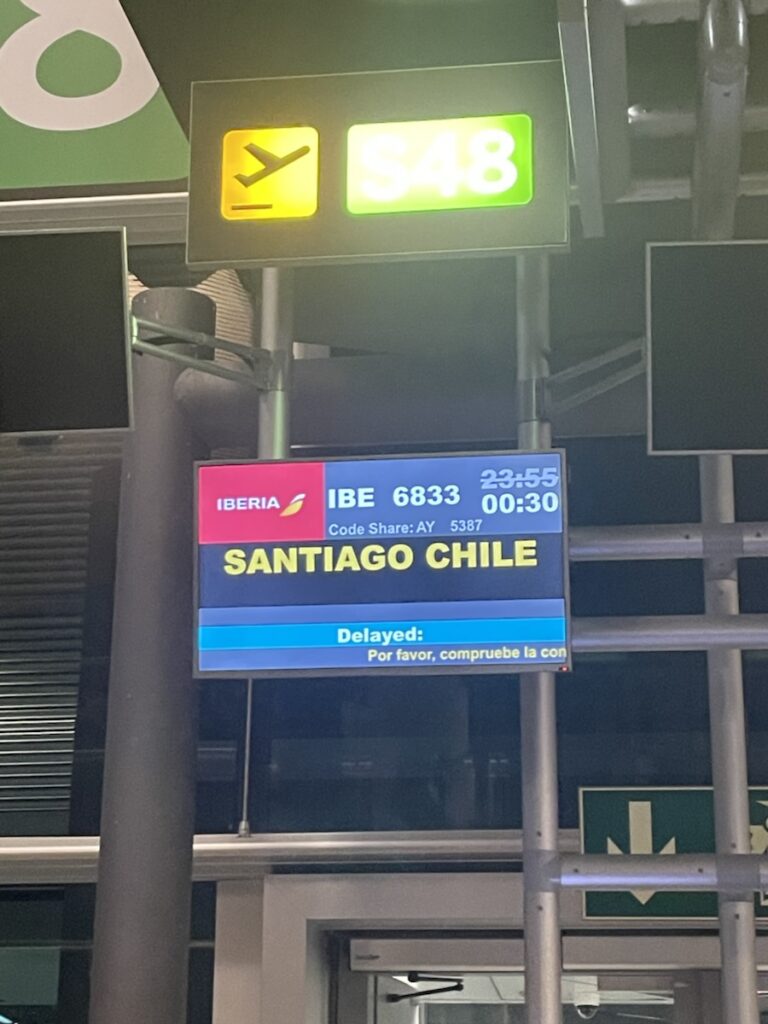 S48
IBERIA
IBE 6833
23:55
00:30
Code Share: AY 5387
SANTIAGO CHILE
Delayed:
Por favor, compruebe la con